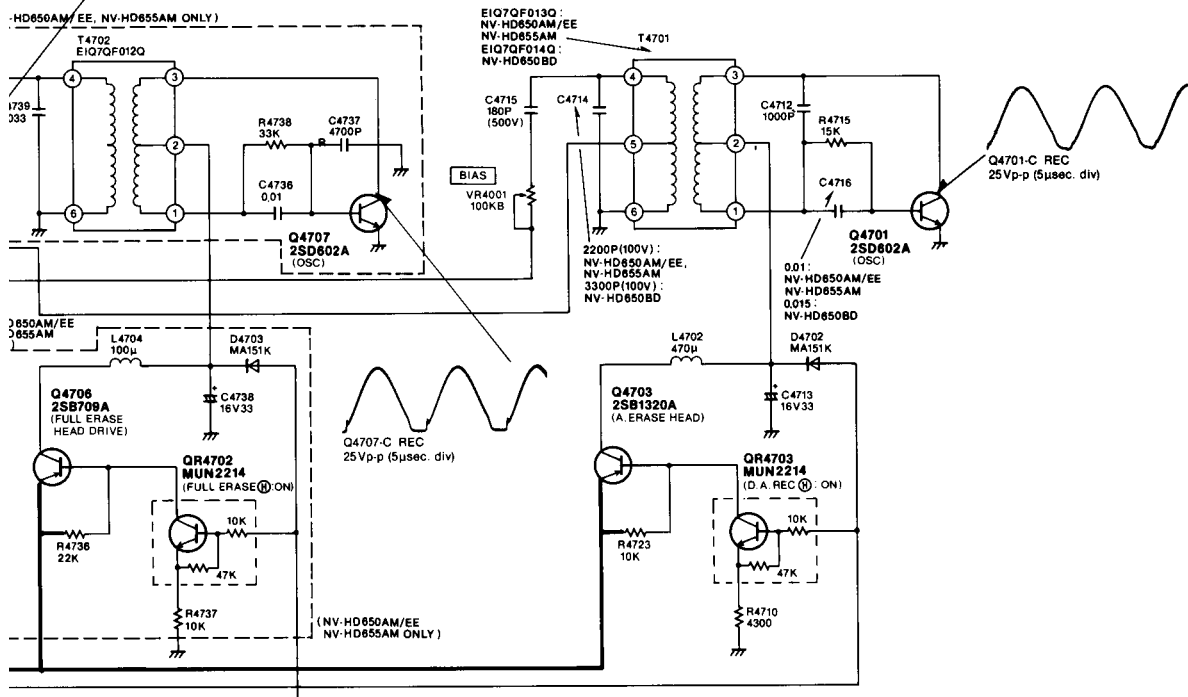 -HD650AM/EE, NV-HD655AM ONLY)
T4702
EIQ7QF012Q
4
3
2
6
1
4739
033
R4738
33K
R
C4737
4700P
C4736
0,01
Q4707
2SD602A
(OSC)
EIQ7QF013Q:
NV-HD650AM/EE
NV-HD655AM
EIQ7QF014Q:
NV-HD650BD
T4701
C4715
180P
(500V)
C4714
4
5
6
3
2
1
BIAS
VR4001
100KB
C4712
1000P
R4715
15K
C4716
Q4701
2SD602A
(OSC)
Q4701-C REC
25Vp-p (5µsec. div)
2200P(100V):
NV-HD650AM/EE,
NV-HD655AM
3300P(100V):
NV-HD650BD
0.01:
NV-HD650AM/EE
NV-HD655AM
0,015:
NV-HD650BD
D650AM/EE
D655AM
L4704
100µ
D4703
MA151K
Q4706
2SB709A
(FULL ERASE
HEAD DRIVE)
+
C4738
16V33
Q4707-C REC
25Vp-p (5µsec. div)
QR4702
MUN2214
(FULL ERASE Ⓗ:ON)
10K
47K
R4736
22K
R4737
10K
(NV-HD650AM/EE
NV-HD655AM ONLY)
L4702
470µ
D4702
MA151K
Q4703
2SB1320A
(A. ERASE HEAD)
+
C4713
16V33
QR4703
MUN2214
(D.A. REC Ⓗ: ON)
10K
47K
R4723
10K
R4710
4300